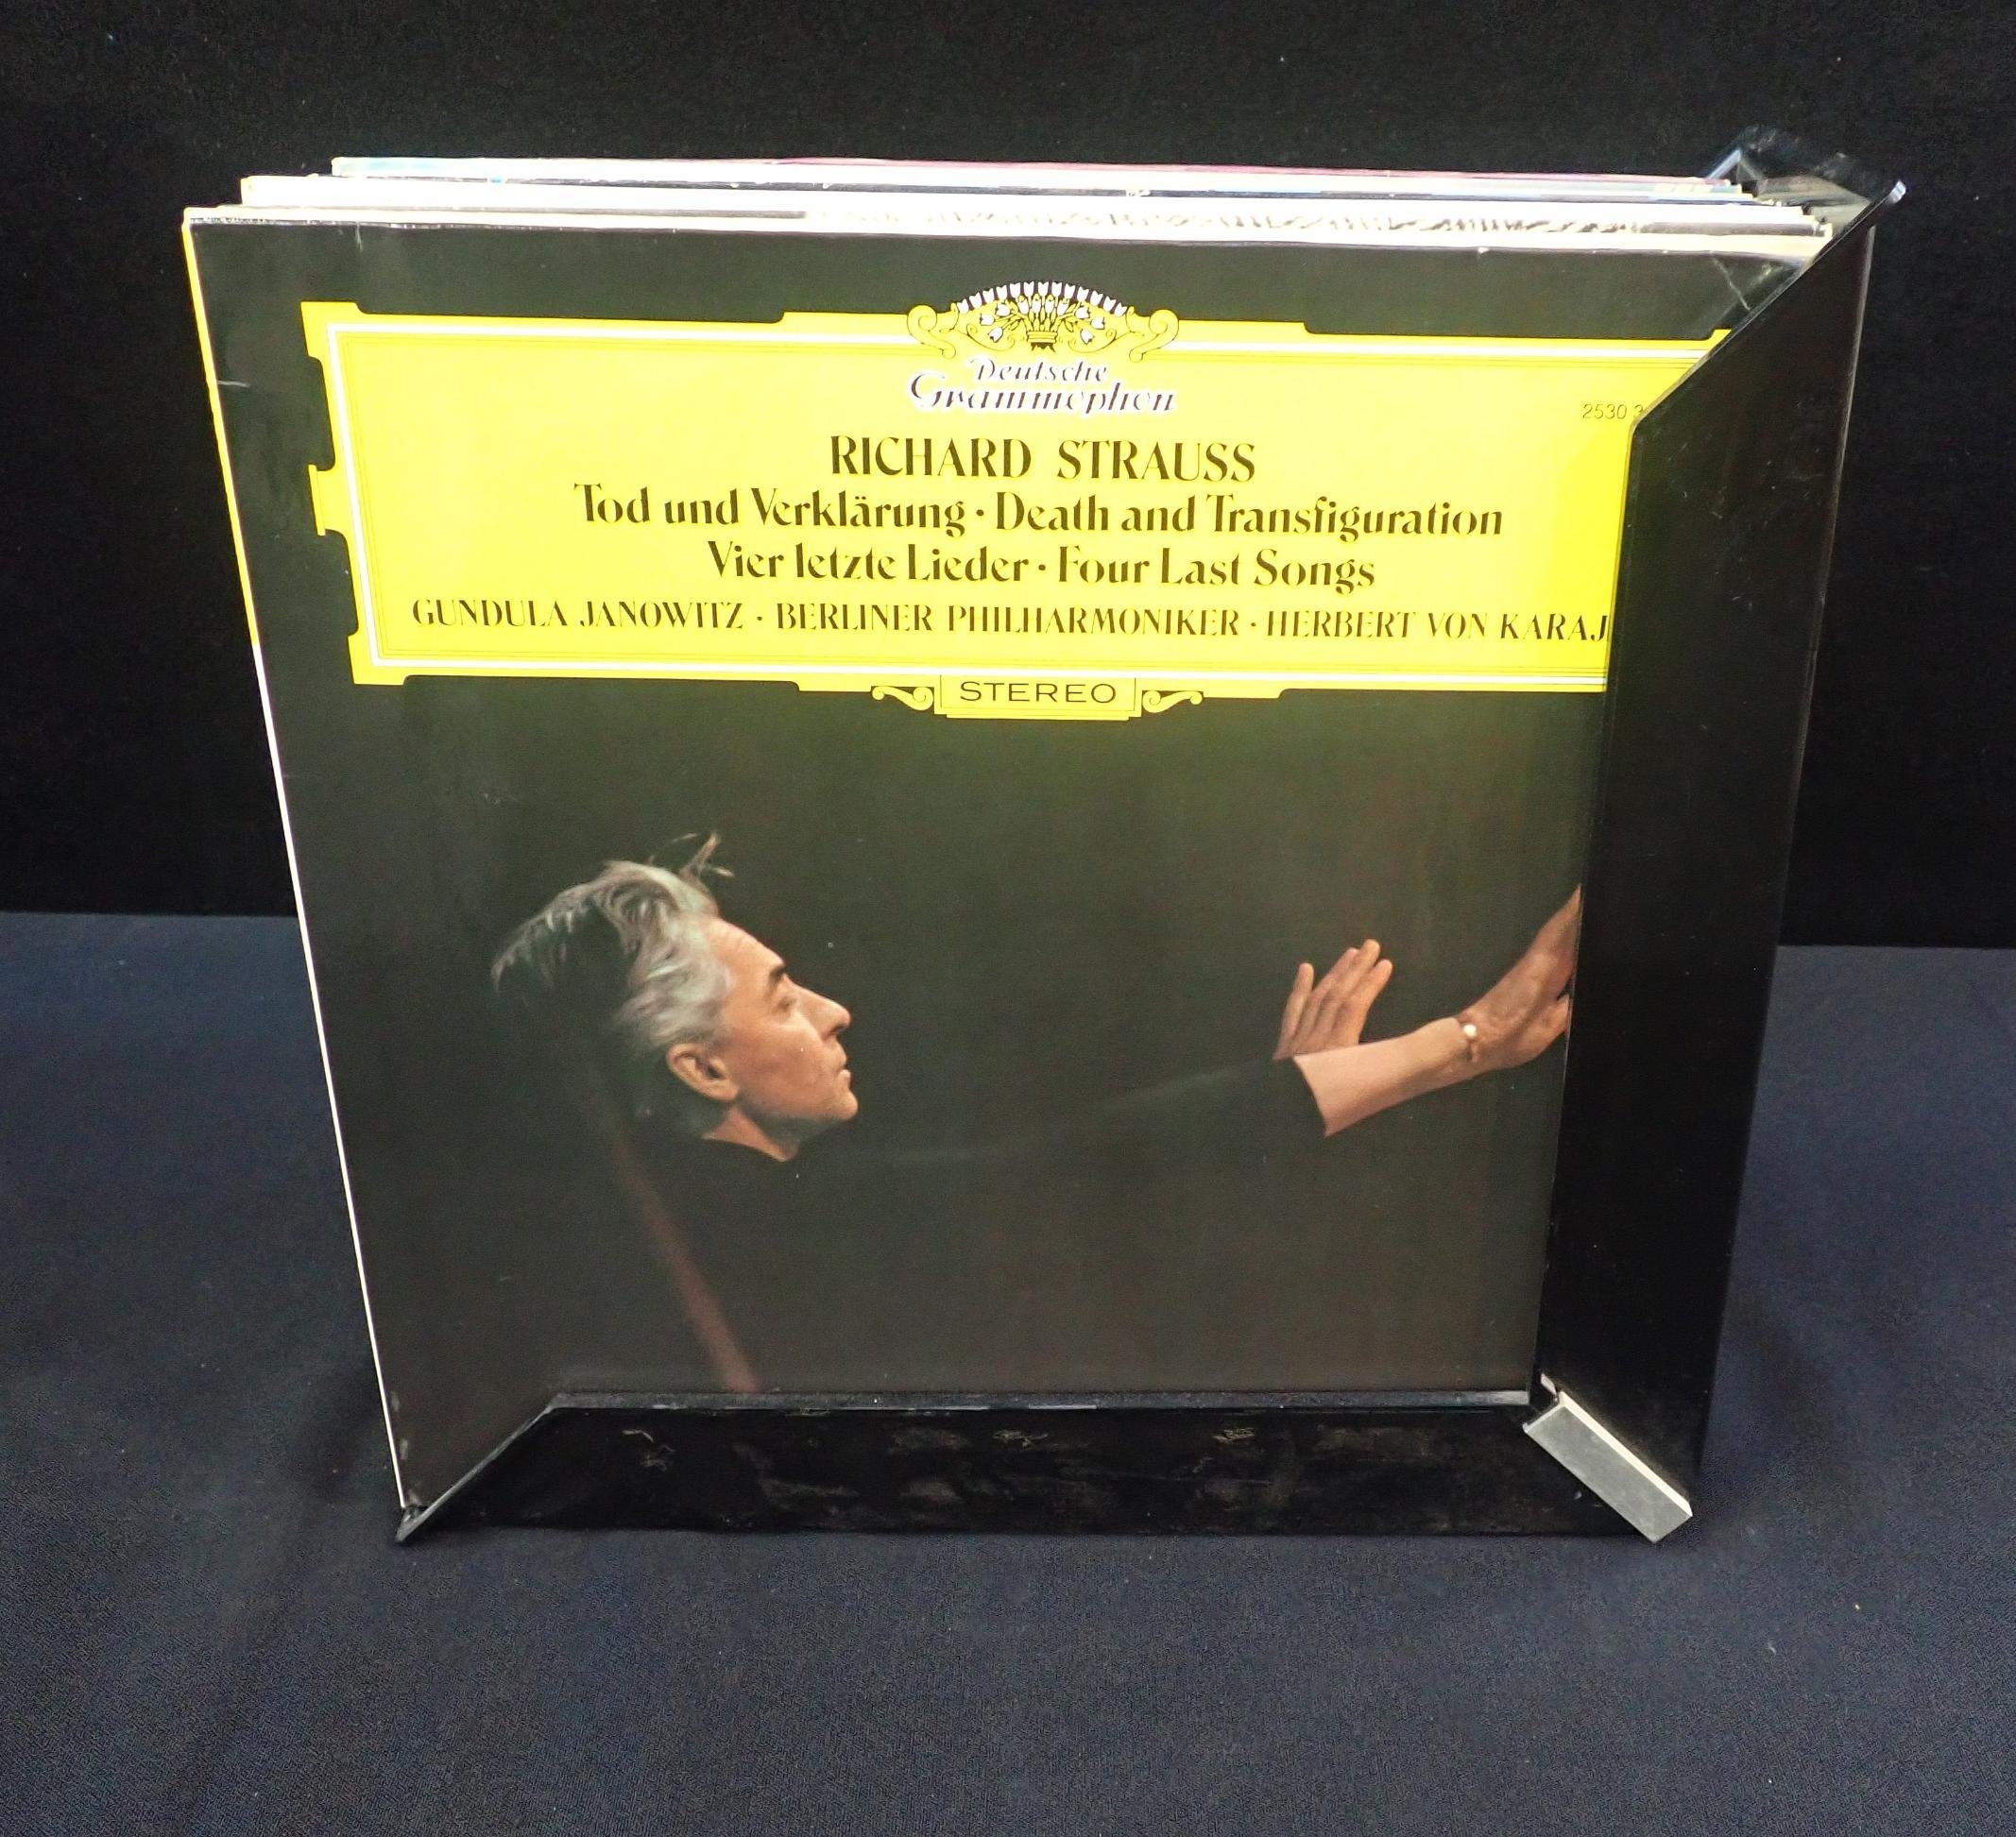 Deutsche
Grammophon
2530 3
RICHARD STRAUSS
Tod und Verklärung · Death and Transfiguration
Vier letzte Lieder · Four Last Songs
GUNDULA JANOWITZ · BERLINER PHILHARMONIKER · HERBERT VON KARAJ
STEREO